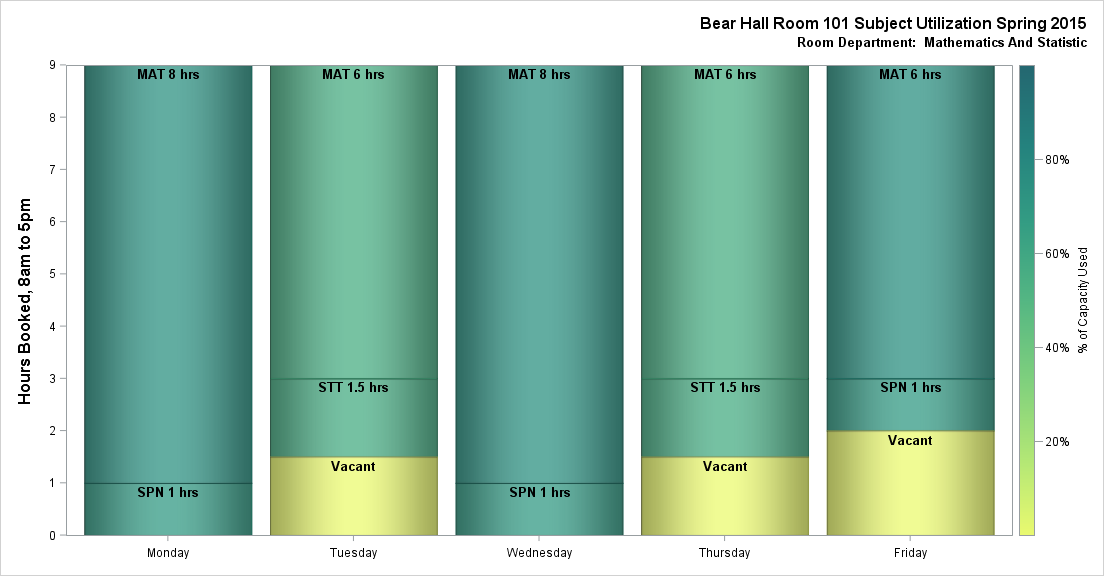 Bear Hall Room 101 Subject Utilization Spring 2015
Room Department:  Mathematics And Statistic
Hours Booked, 8am to 5pm
9
8
7
6
5
4
3
2
1
0
MAT 8 hrs
SPN 1 hrs
MAT 6 hrs
STT 1.5 hrs
Vacant
MAT 8 hrs
SPN 1 hrs
MAT 6 hrs
STT 1.5 hrs
Vacant
MAT 6 hrs
SPN 1 hrs
Vacant
Monday
Tuesday
Wednesday
Thursday
Friday
80%
60%
40%
20%
% of Capacity Used